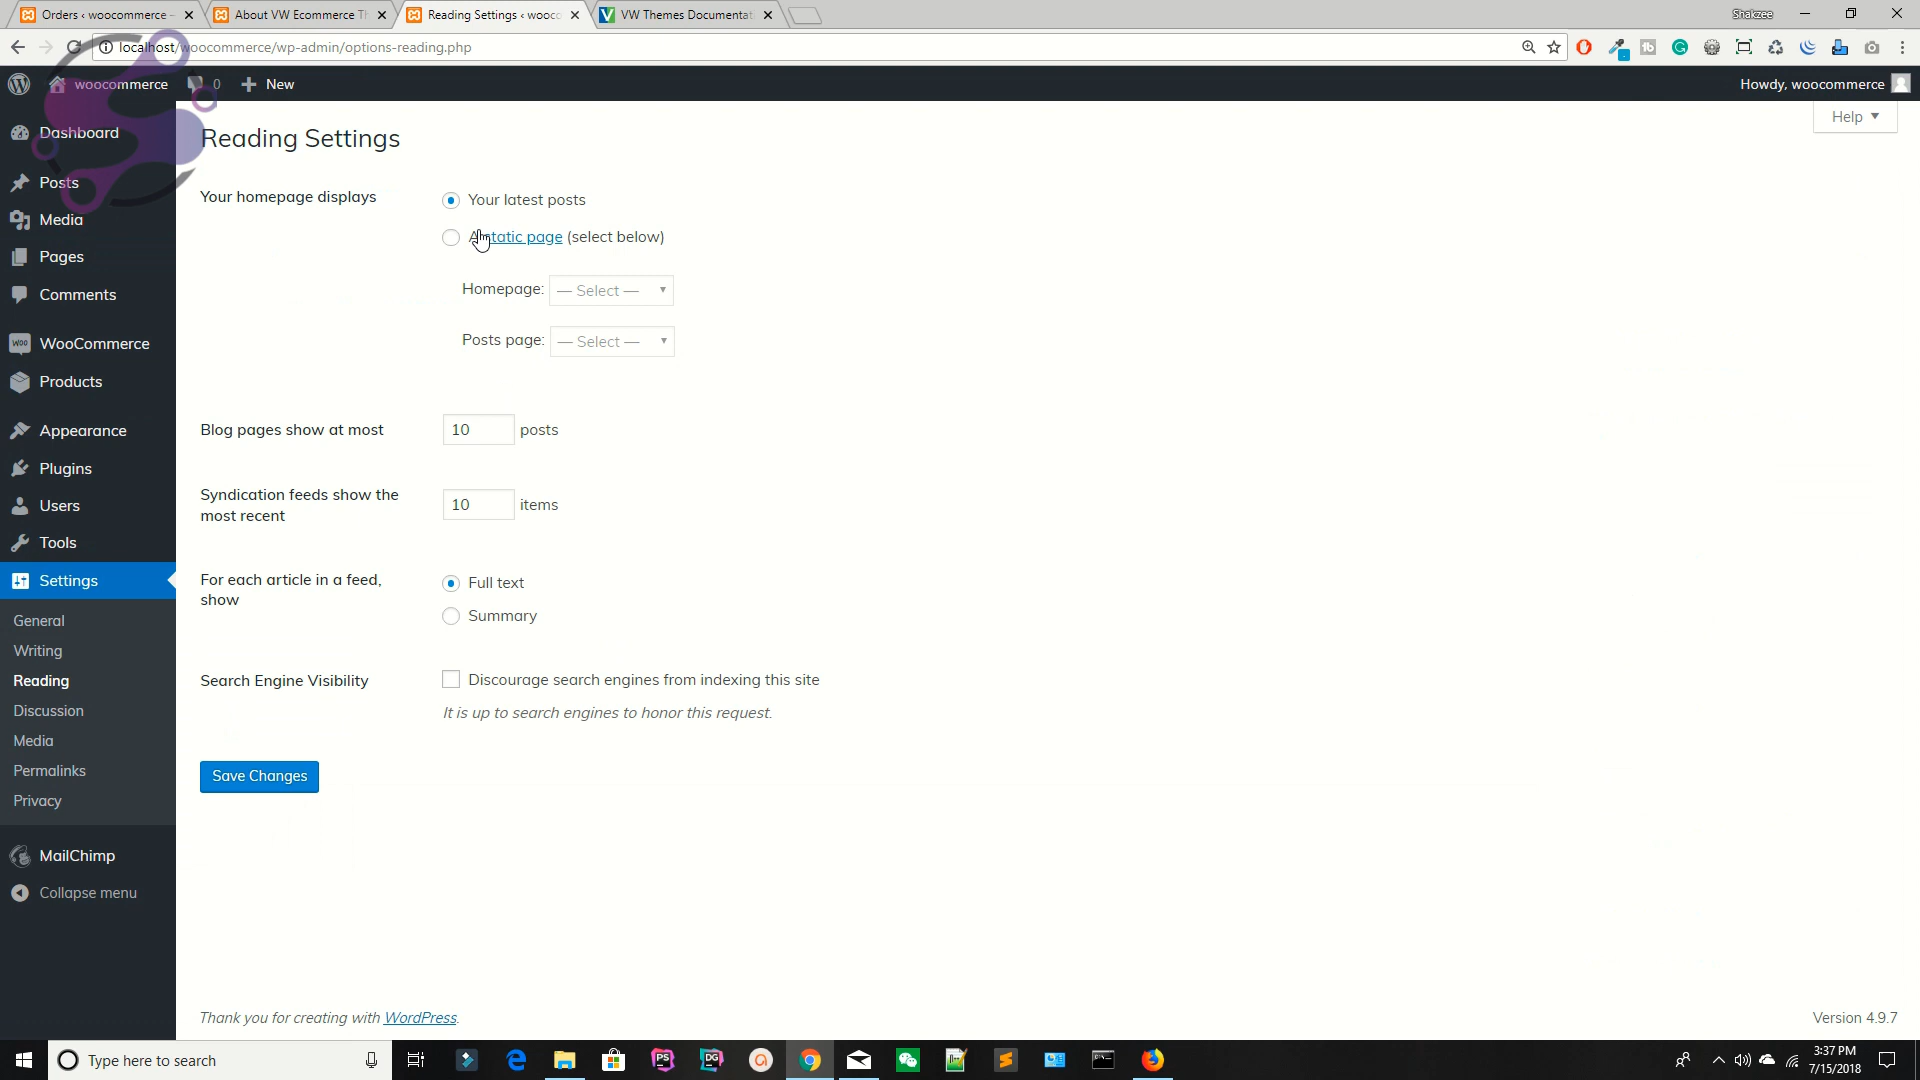 Orders ‹ woocommerce –
About VW Ecommerce Th
Reading Settings ‹ wooco
VW Themes Documentat
Shakzee
localhost/woocommerce/wp-admin/options-reading.php
woocommerce
0
New
Howdy, woocommerce
Help
Dashboard
Posts
Media
Pages
Comments
WooCommerce
Products
Appearance
Plugins
Users
Tools
Settings
General
Writing
Reading
Discussion
Media
Permalinks
Privacy
MailChimp
Collapse menu
Reading Settings
Your homepage displays
Your latest posts
A static page (select below)
Homepage: — Select —
Posts page: — Select —
Blog pages show at most
10 posts
Syndication feeds show the
most recent
10 items
For each article in a feed,
show
Full text
Summary
Search Engine Visibility
Discourage search engines from indexing this site
It is up to search engines to honor this request.
Save Changes
Thank you for creating with WordPress.
Version 4.9.7
Type here to search
PS
DG
3:37 PM
7/15/2018